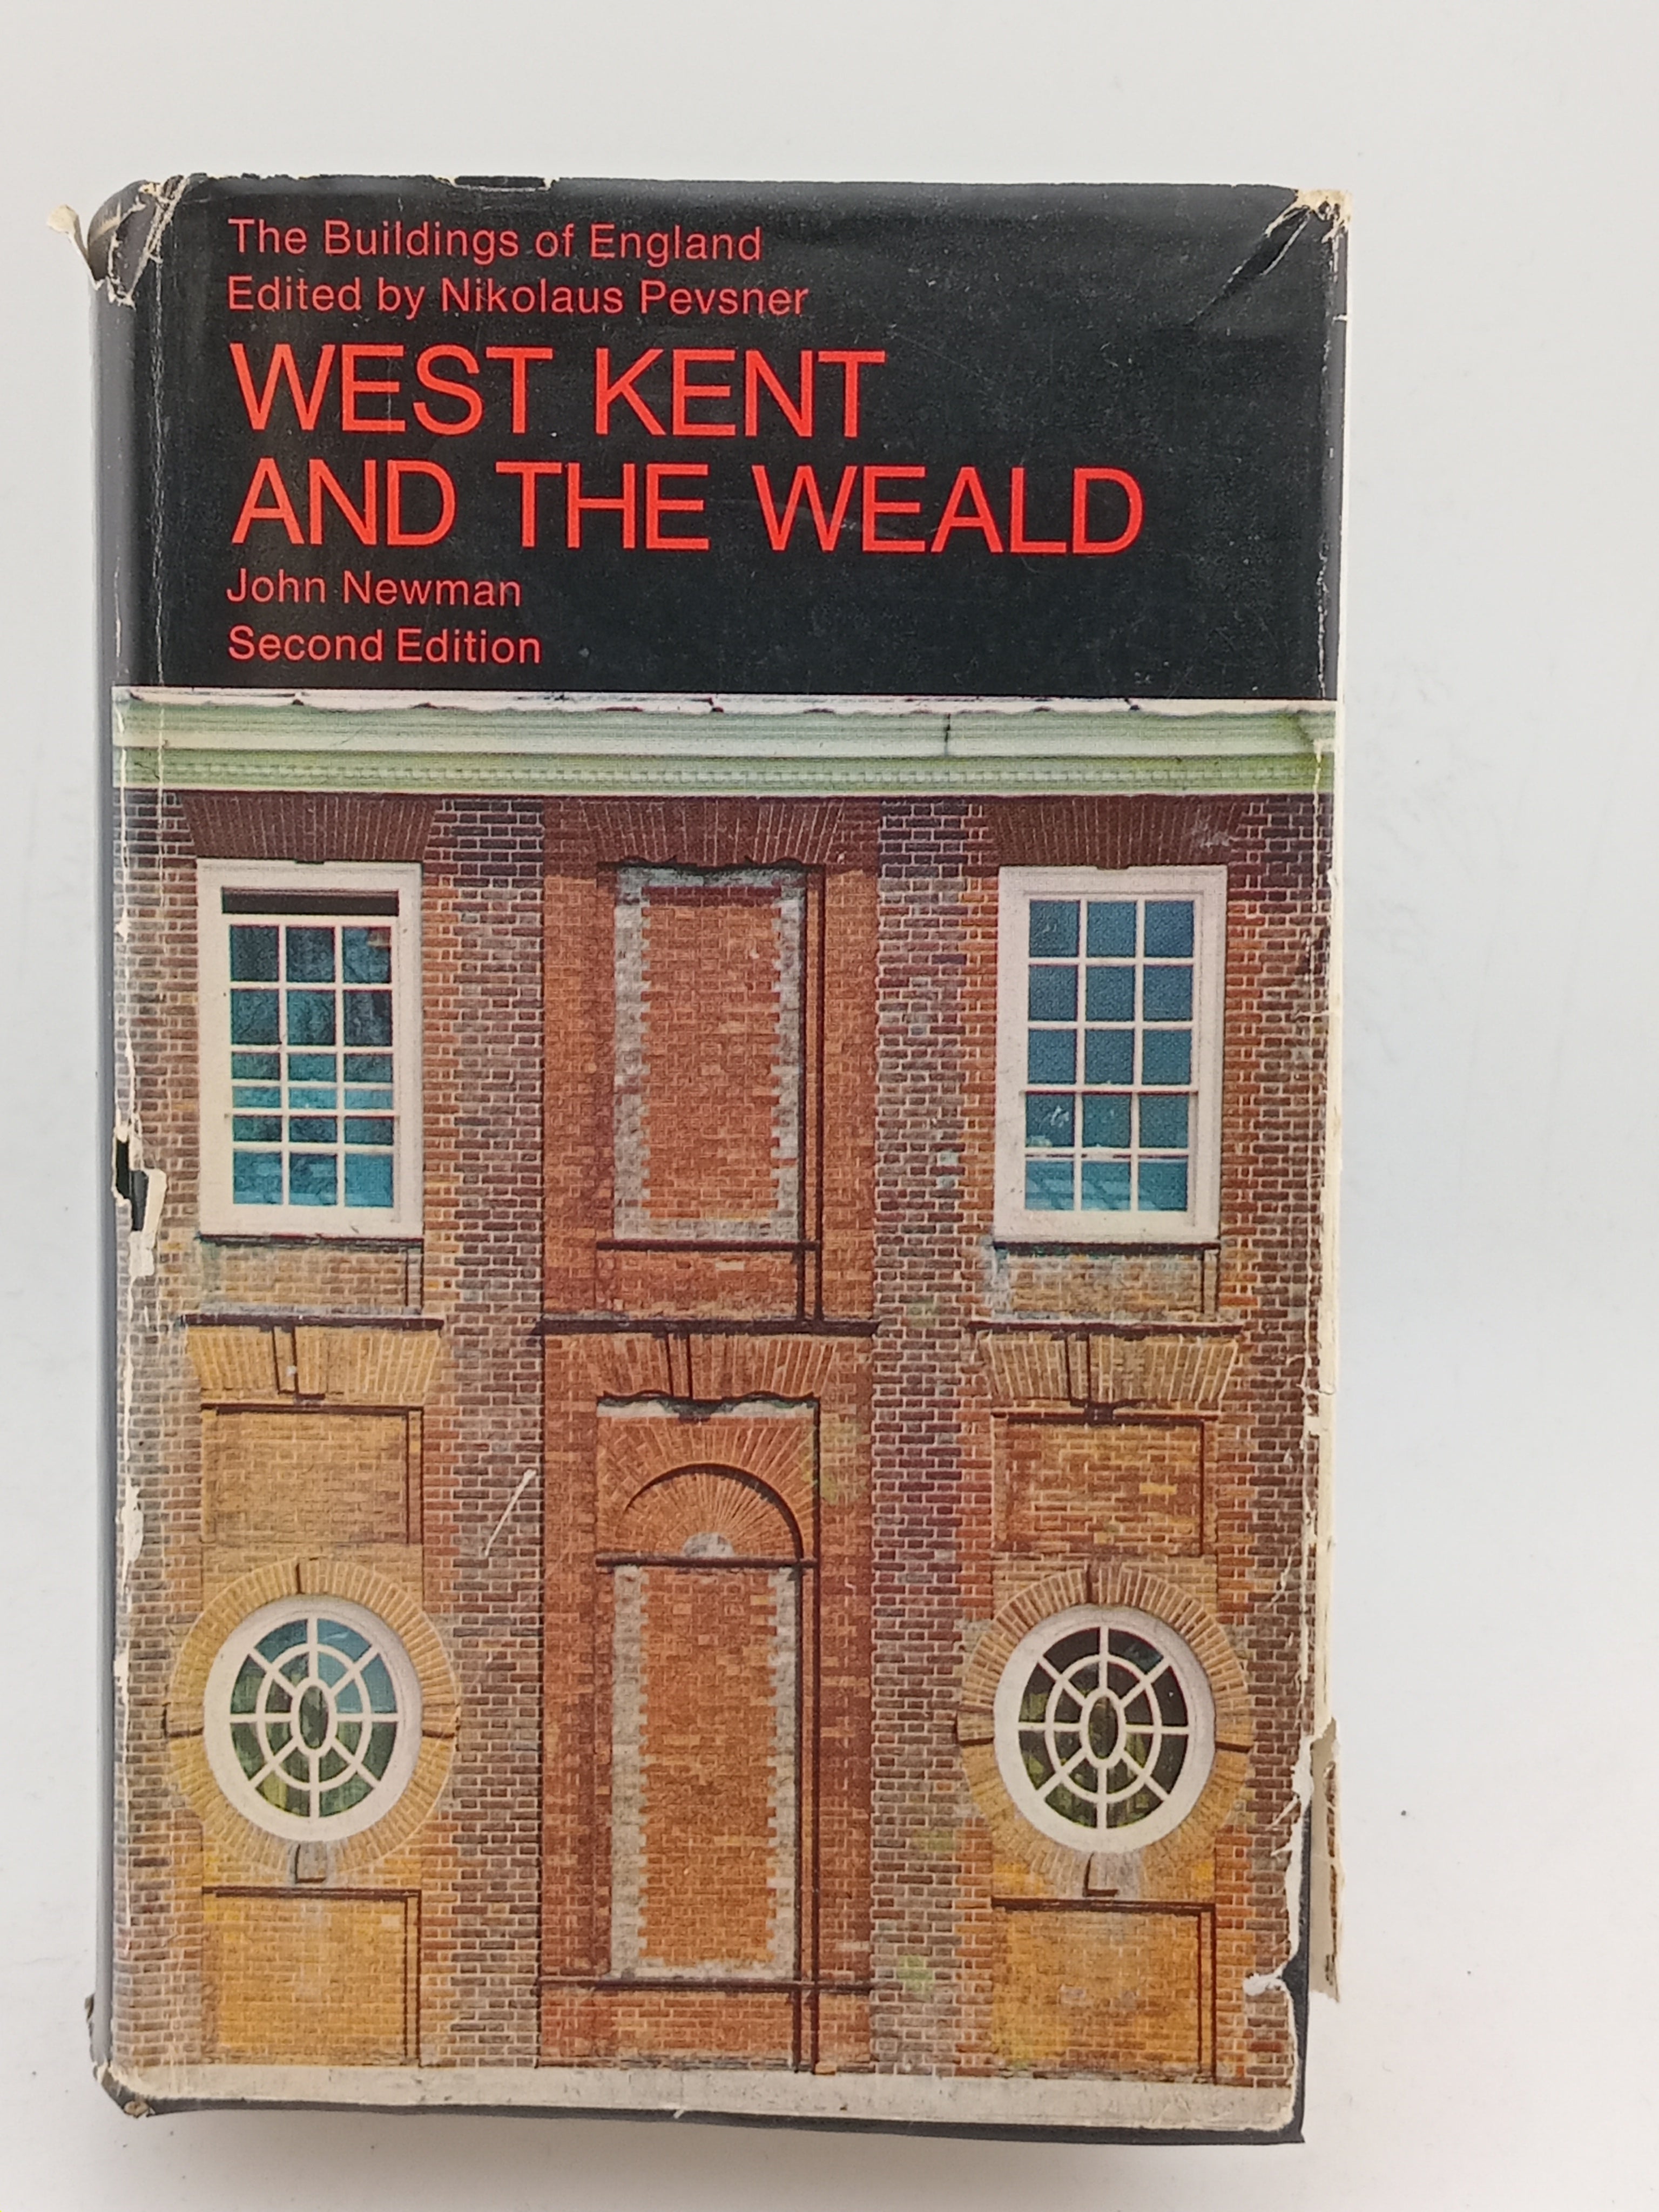 The Buildings of England
Edited by Nikolaus Pevsner
WEST KENT
AND THE WEALD
John Newman
Second Edition